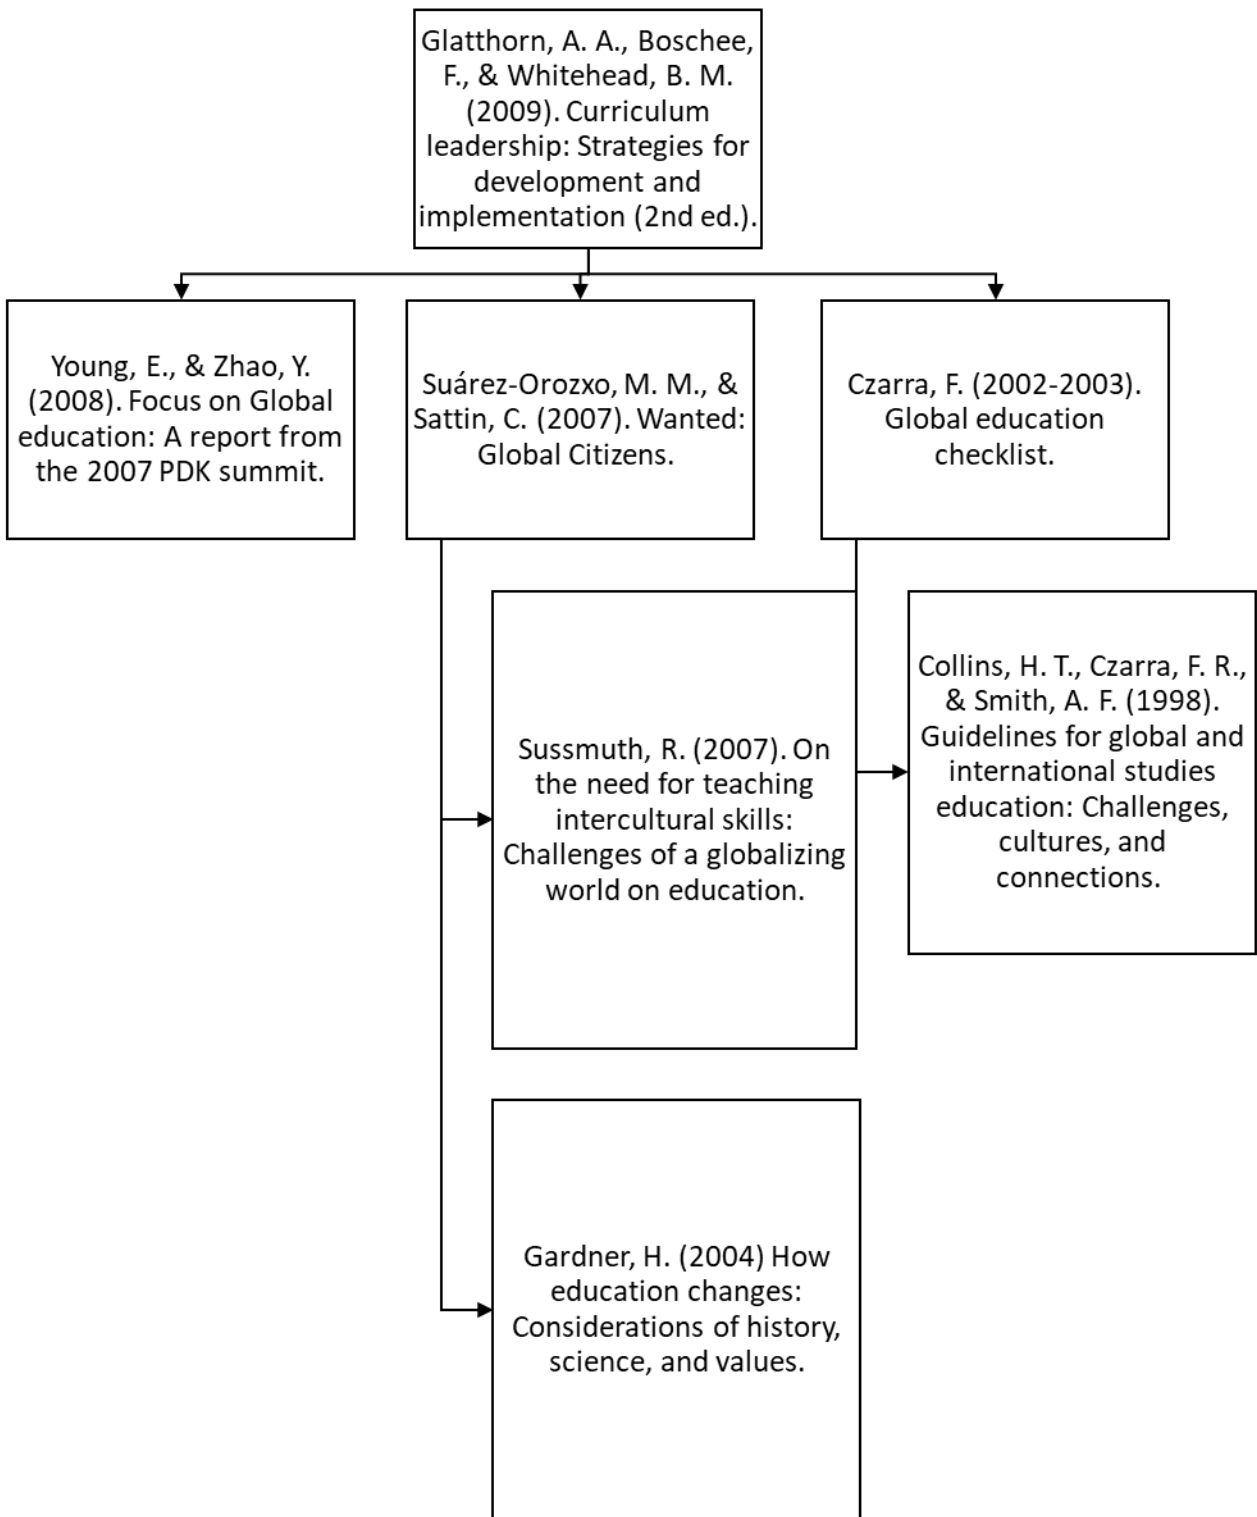 Glatthorn, A. A., Boschee,
F., & Whitehead, B. M.
(2009). Curriculum
leadership: Strategies for
development and
implementation (2nd ed.).
Young, E., & Zhao, Y.
(2008). Focus on Global
education: A report from
the 2007 PDK summit.
Suárez-Orozxo, M. M., &
Sattin, C. (2007). Wanted:
Global Citizens.
Czarra, F. (2002-2003).
Global education
checklist.
Sussmuth, R. (2007). On
the need for teaching
intercultural skills:
Challenges of a globalizing
world on education.
Collins, H. T., Czarra, F. R.,
& Smith, A. F. (1998).
Guidelines for global and
international studies
education: Challenges,
cultures, and
connections.
Gardner, H. (2004) How
education changes:
Considerations of history,
science, and values.